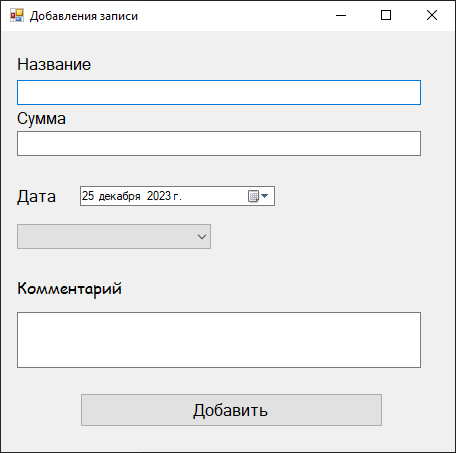 Добавления записи
Название
Сумма
Дата 25 декабря 2023 г.
Комментарий
Добавить